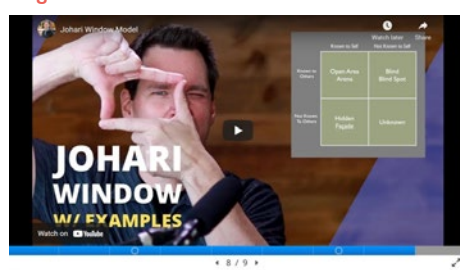 Johari Window Model
Watch later
Share
Known to Self
Not Known to Self
Known to
Others
Open Area
Arena
Blind
Blind Spot
Not Known
To Others
Hidden
Façade
Unknown
JOHARI
WINDOW
W/ EXAMPLES
Watch on YouTube
8 / 9